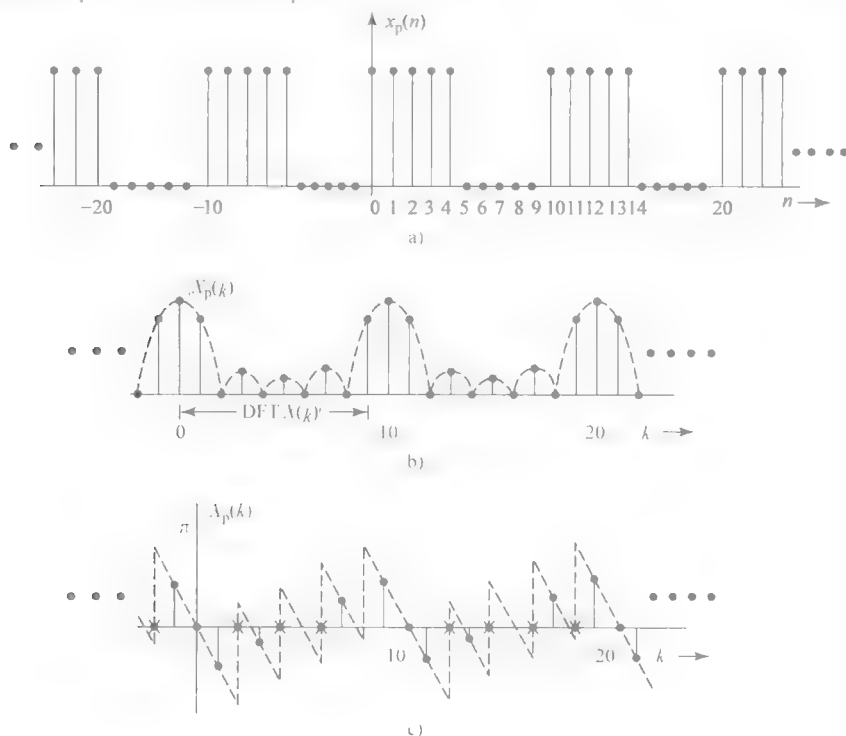 x_p(n)
-20 -10 0 1 2 3 4 5 6 7 8 9 10 11 12 13 14 20 n
a)
X_p(k)
DFT X(k)
0 10 20 k
b)
π X_p(k)
10 20 k
c)